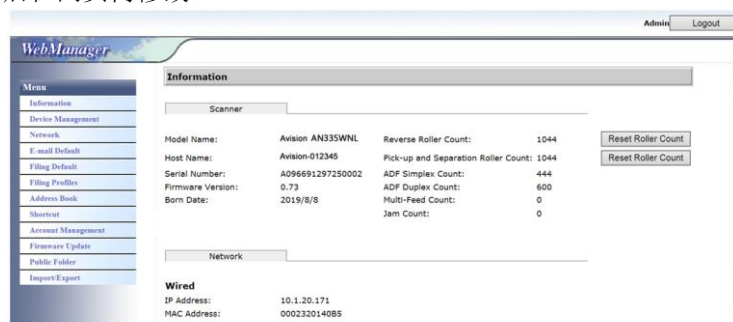 Admin Logout
WebManager
Menu
Information
Device Management
Network
E-mail Default
Filing Default
Filing Profiles
Address Book
Shortcut
Account Management
Firmware Update
Public Folder
Import/Export
Information
Scanner
Model Name: Avision AN335WNL Reverse Roller Count: 1044 Reset Roller Count
Host Name: Avision-012345 Pick-up and Separation Roller Count: 1044 Reset Roller Count
Serial Number: A096691297250002 ADF Simplex Count: 444
Firmware Version: 0.73 ADF Duplex Count: 600
Born Date: 2019/8/8 Multi-Feed Count: 0
Jam Count: 0
Network
Wired
IP Address: 10.1.20.171
MAC Address: 0002320140B5